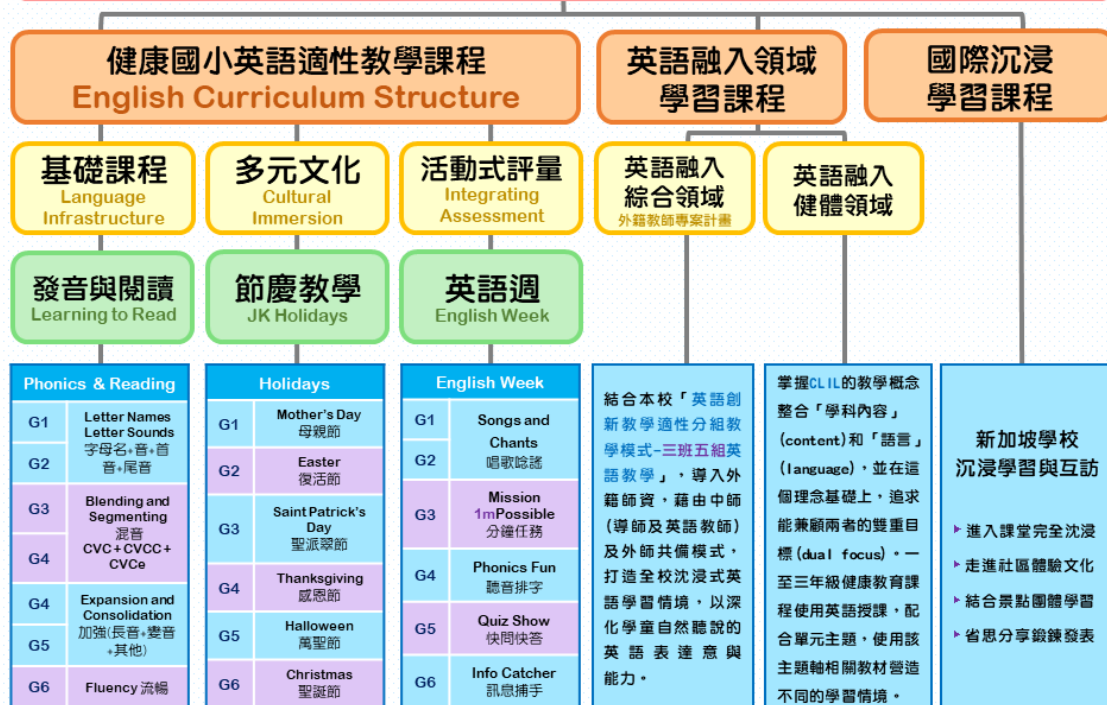 健康國小英語適性教學課程
English Curriculum Structure
英語融入領域
學習課程
國際沉浸
學習課程
基礎課程
Language
Infrastructure
多元文化
Cultural
Immersion
活動式評量
Integrating
Assessment
英語融入
綜合領域
外籍教師專案計畫
英語融入
健體領域
發音與閱讀
Learning to Read
節慶教學
JK Holidays
英語週
English Week
Phonics & Reading
G1
G2
Letter Names
Letter Sounds
字母名+音+首
音+尾音
G3
G4
Blending and
Segmenting
混音
CVC+CVCC+
CVCe
G4
G5
Expansion and
Consolidation
加強(長音+變音
+其他)
G6
Fluency 流暢
Holidays
G1
Mother's Day
母親節
G2
Easter
復活節
G3
Saint Patrick's
Day
聖派翠節
G4
Thanksgiving
感恩節
G5
Halloween
萬聖節
G6
Christmas
聖誕節
English Week
G1
G2
Songs and
Chants
唱歌唸謠
G3
Mission
1mPossible
分鐘任務
G4
Phonics Fun
聽音排字
G5
Quiz Show
快問快答
G6
Info Catcher
訊息捕手
結合本校「英語創
新教學適性分組教
學模式-三班五組英
語教學」，導入外
籍師資，藉由中師
(導師及英語教師)
及外師共備模式，
打造全校沈浸式英
語學習情境，以深
化學童自然聽說的
英語表達意與
能力。
掌握CLIL的教學概念
整合「學科內容」
(content)和「語言」
(language)，並在這
個理念基礎上，追求
能兼顧兩者的雙重目
標(dual focus)。一
至三年級健康教育課
程使用英語授課，配
合單元主題，使用該
主題軸相關教材營造
不同的學習情境。
新加坡學校
沉浸學習與互訪
進入課堂完全沈浸
走進社區體驗文化
結合景點團體學習
省思分享鍛鍊發表